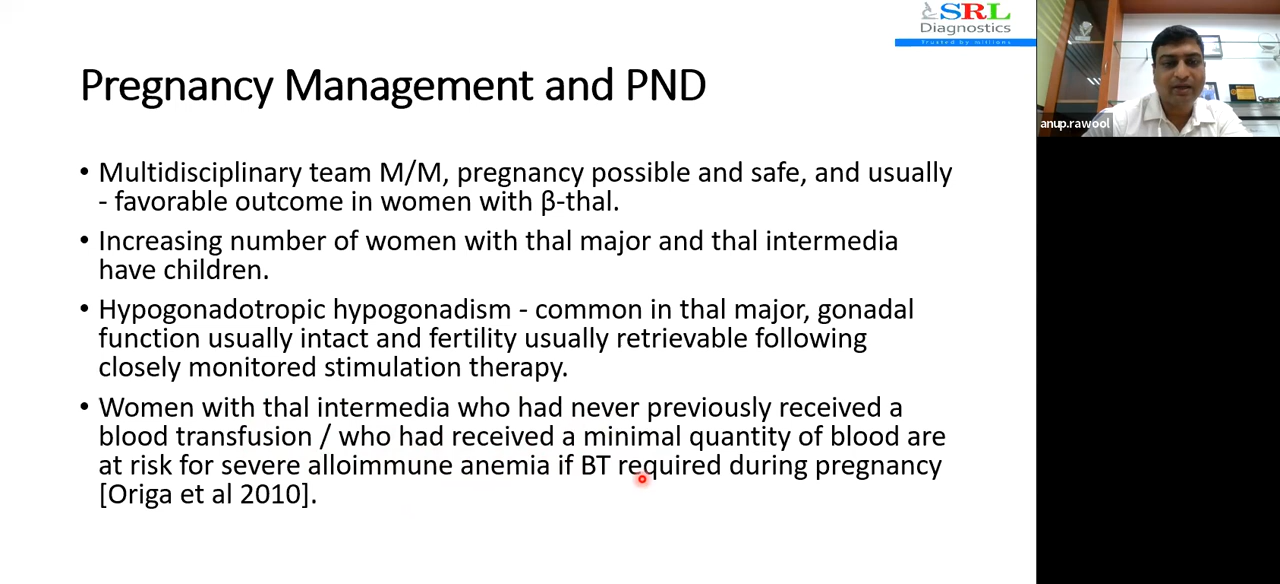 SRL
Diagnostics
Trusted by millions
anup.rawool
Pregnancy Management and PND
• Multidisciplinary team M/M, pregnancy possible and safe, and usually
- favorable outcome in women with β-thal.
• Increasing number of women with thal major and thal intermedia
have children.
• Hypogonadotropic hypogonadism - common in thal major, gonadal
function usually intact and fertility usually retrievable following
closely monitored stimulation therapy.
• Women with thal intermedia who had never previously received a
blood transfusion / who had received a minimal quantity of blood are
at risk for severe alloimmune anemia if BT required during pregnancy
[Origa et al 2010].